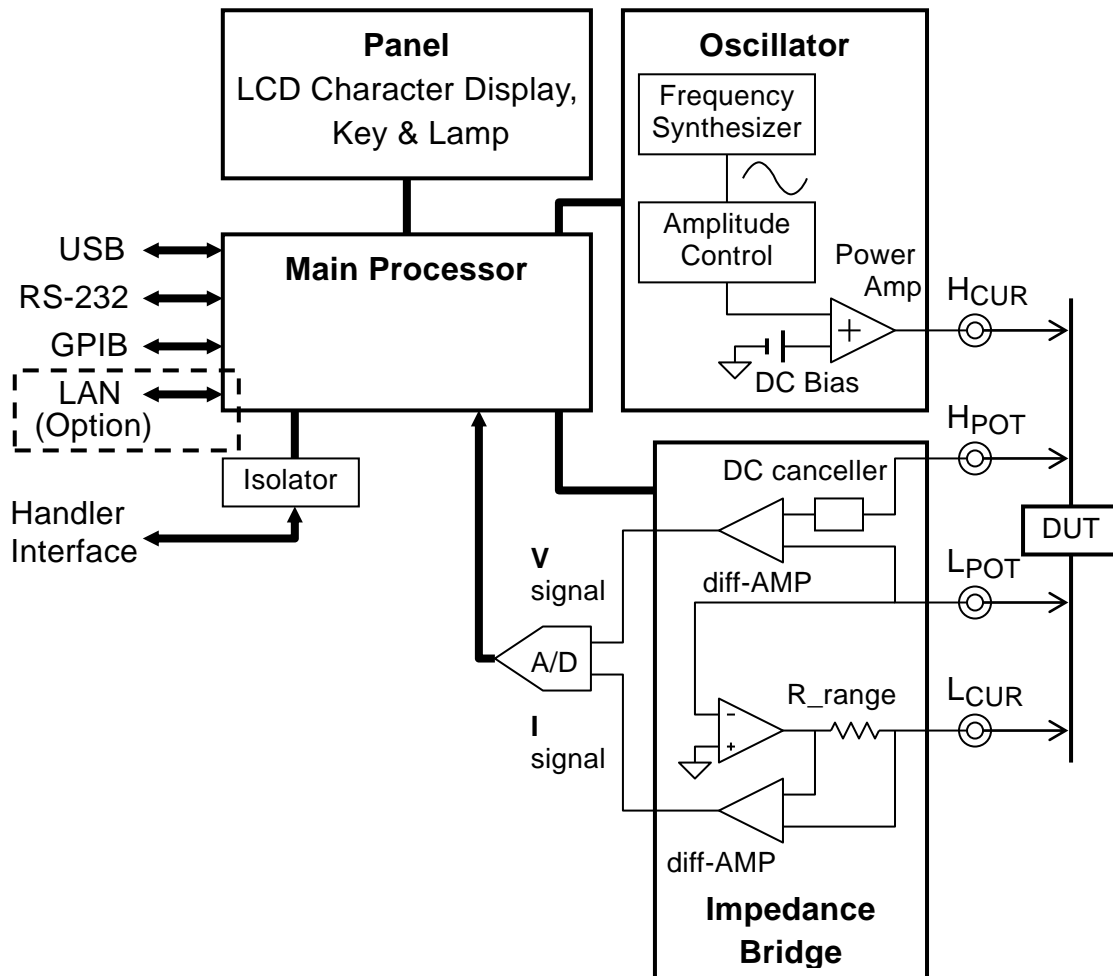 Panel
LCD Character Display,
Key & Lamp
Oscillator
Frequency
Synthesizer
Amplitude
Control
Power
Amp
DC Bias
USB
RS-232
GPIB
LAN
(Option)
Main Processor
Isolator
Handler
Interface
HCUR
HPOT
DUT
LPOT
LCUR
DC canceller
diff-AMP
V
signal
A/D
I
signal
R_range
-
+
diff-AMP
Impedance
Bridge